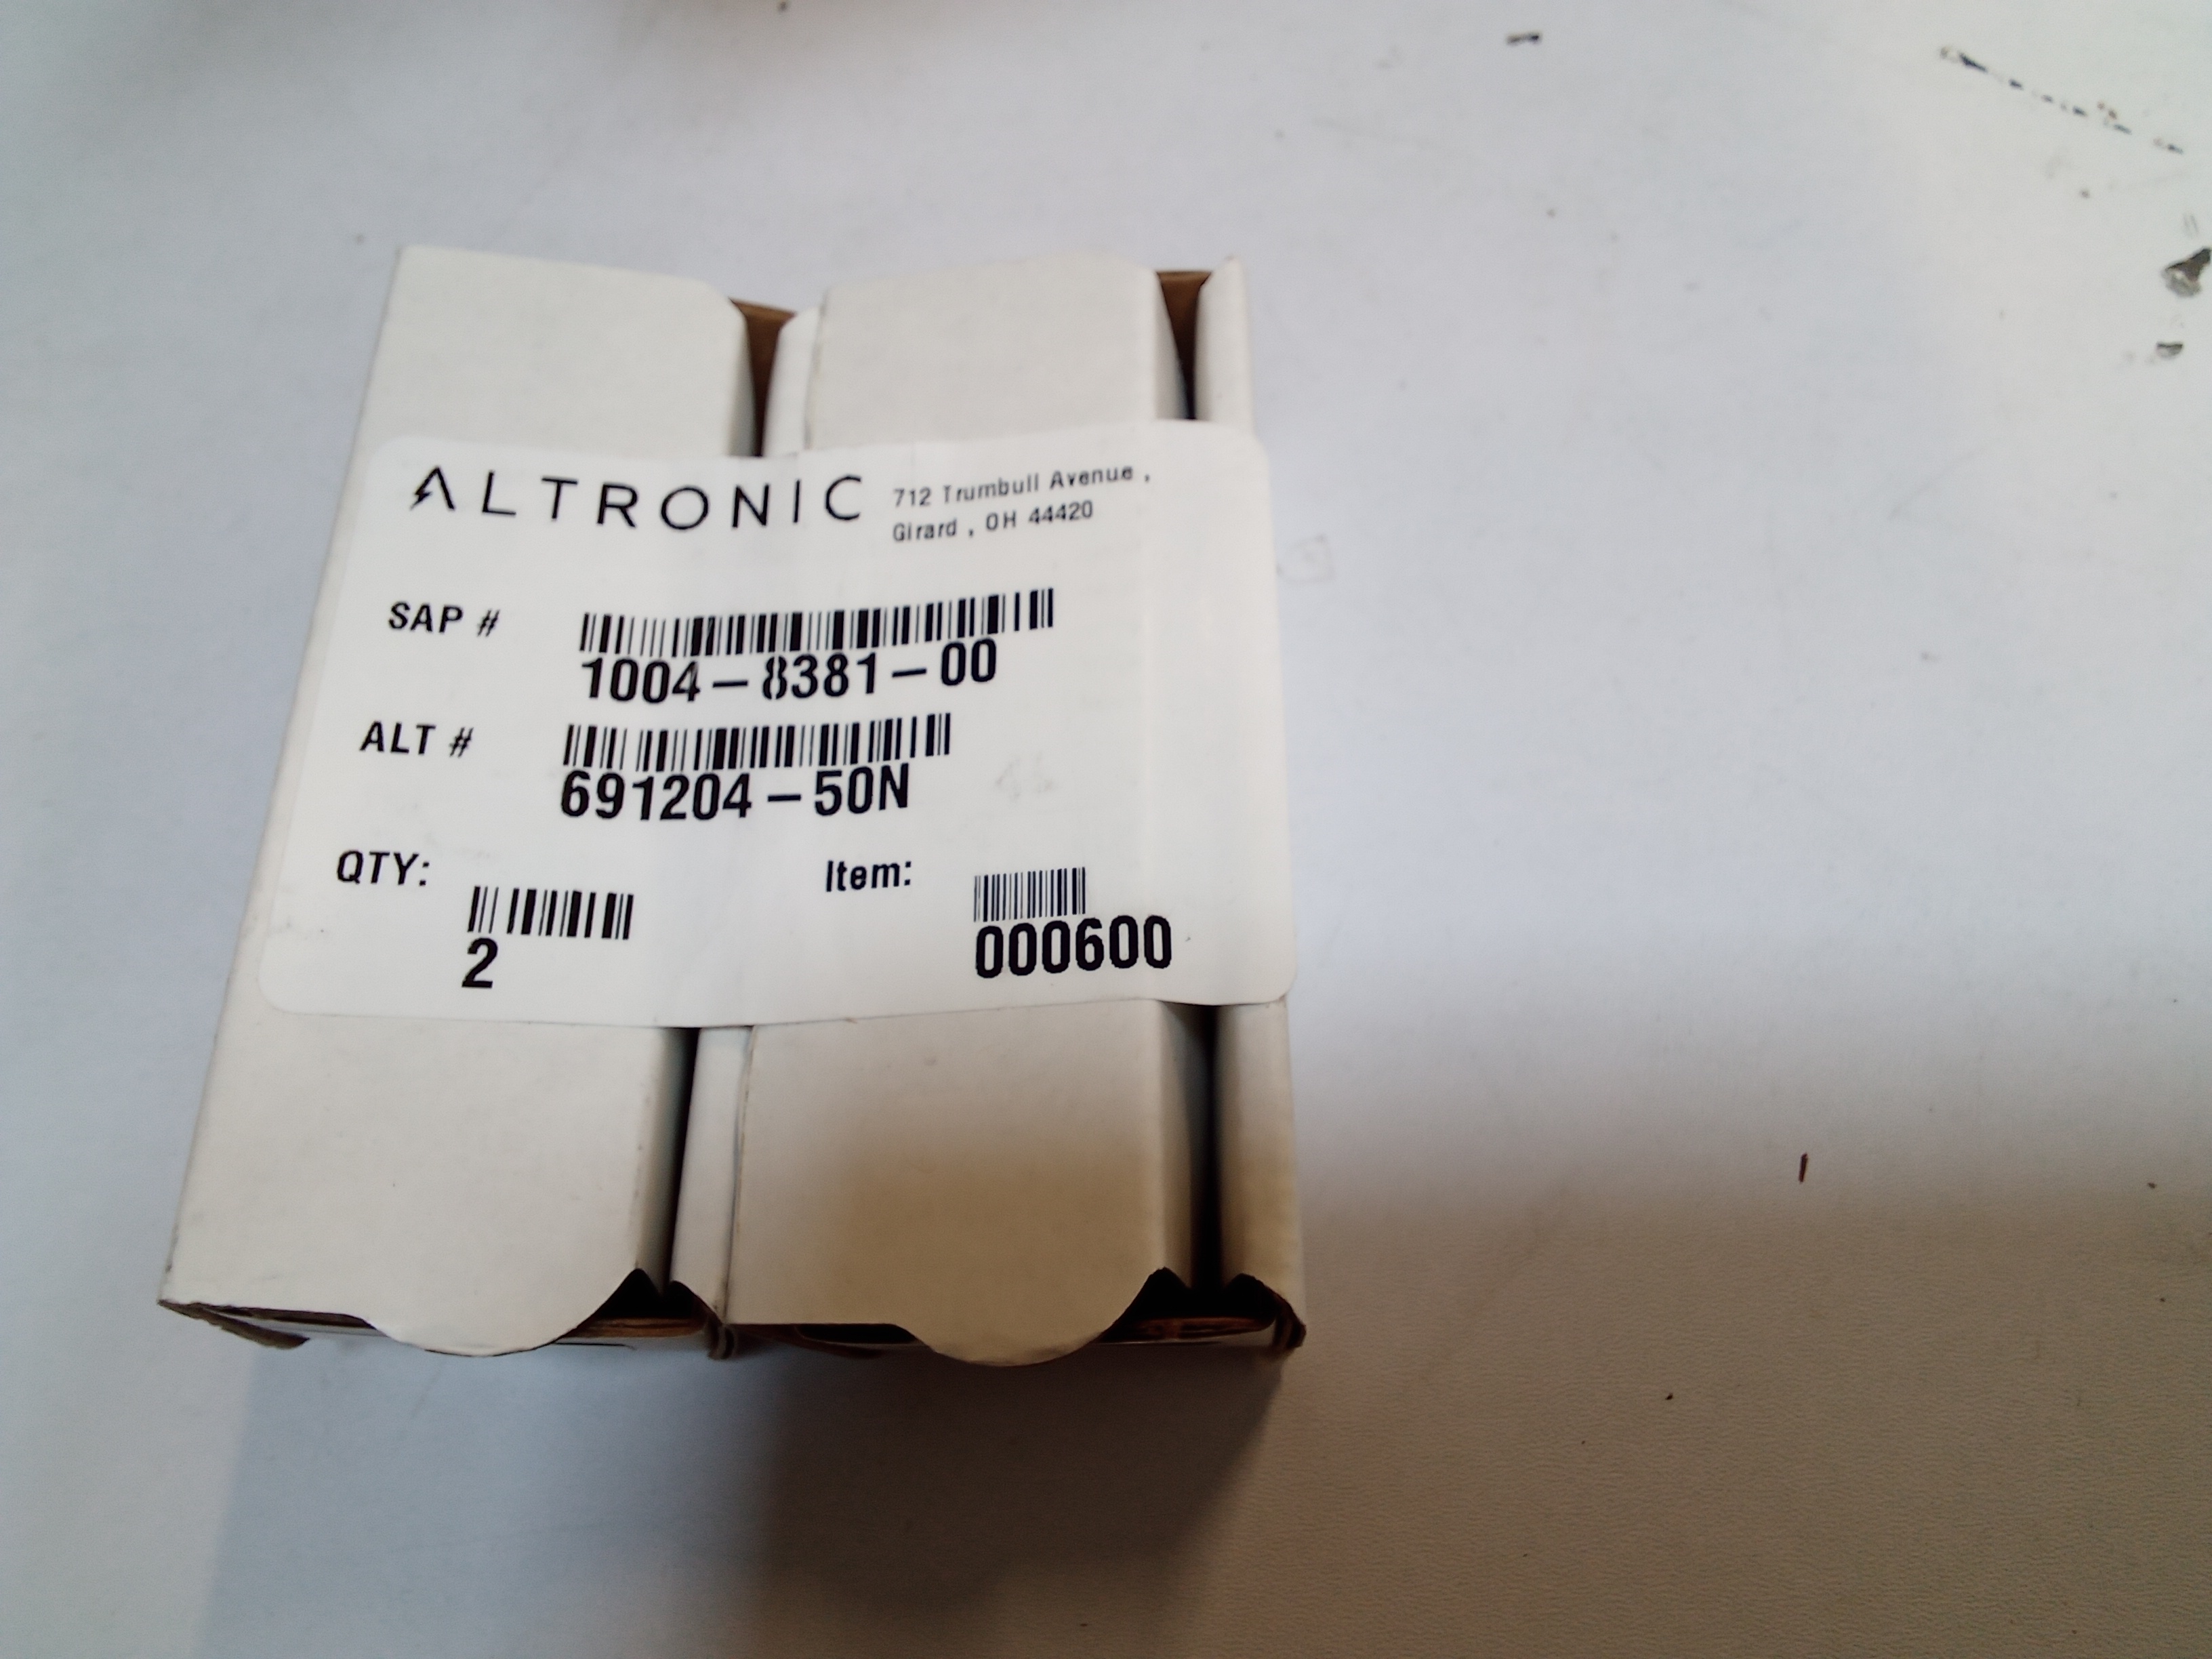 ALTRONIC
712 Trumbull Avenue ,
Girard , OH 44420
SAP #
1004-8381-00
ALT #
691204-50N
QTY:
2
Item:
000600